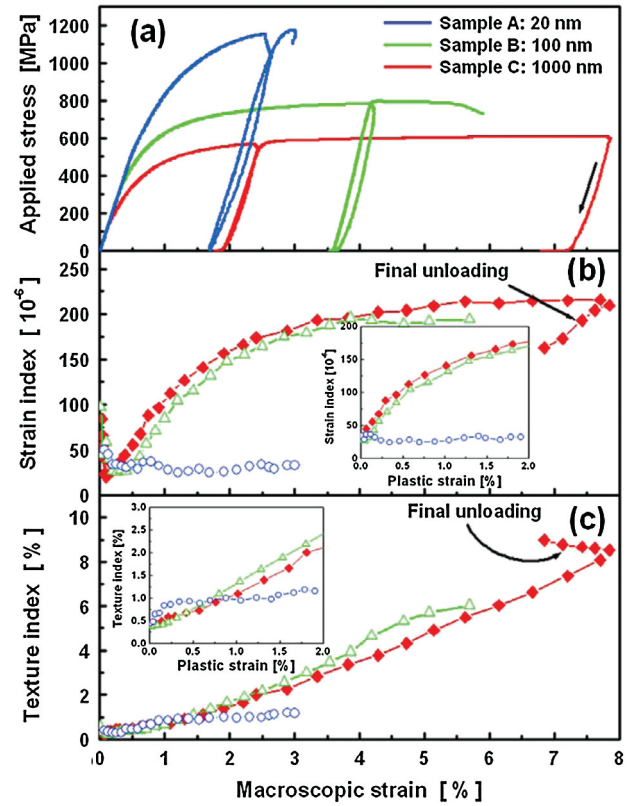 (a)
Sample A: 20 nm
Sample B: 100 nm
Sample C: 1000 nm
Applied stress [MPa]
1200
1000
800
600
400
200
0
(b)
Final unloading
Strain index [10-6]
250
200
150
100
50
0
Strain index [10-6]
200
150
100
50
0
0.0 0.5 1.0 1.5 2.0
Plastic strain [%]
(c)
Final unloading
Texture index [%]
10
8
6
4
2
0
Texture index [%]
3.0
2.5
2.0
1.5
1.0
0.5
0.0
0.0 0.5 1.0 1.5 2.0
Plastic strain [%]
0 1 2 3 4 5 6 7 8
Macroscopic strain [%]